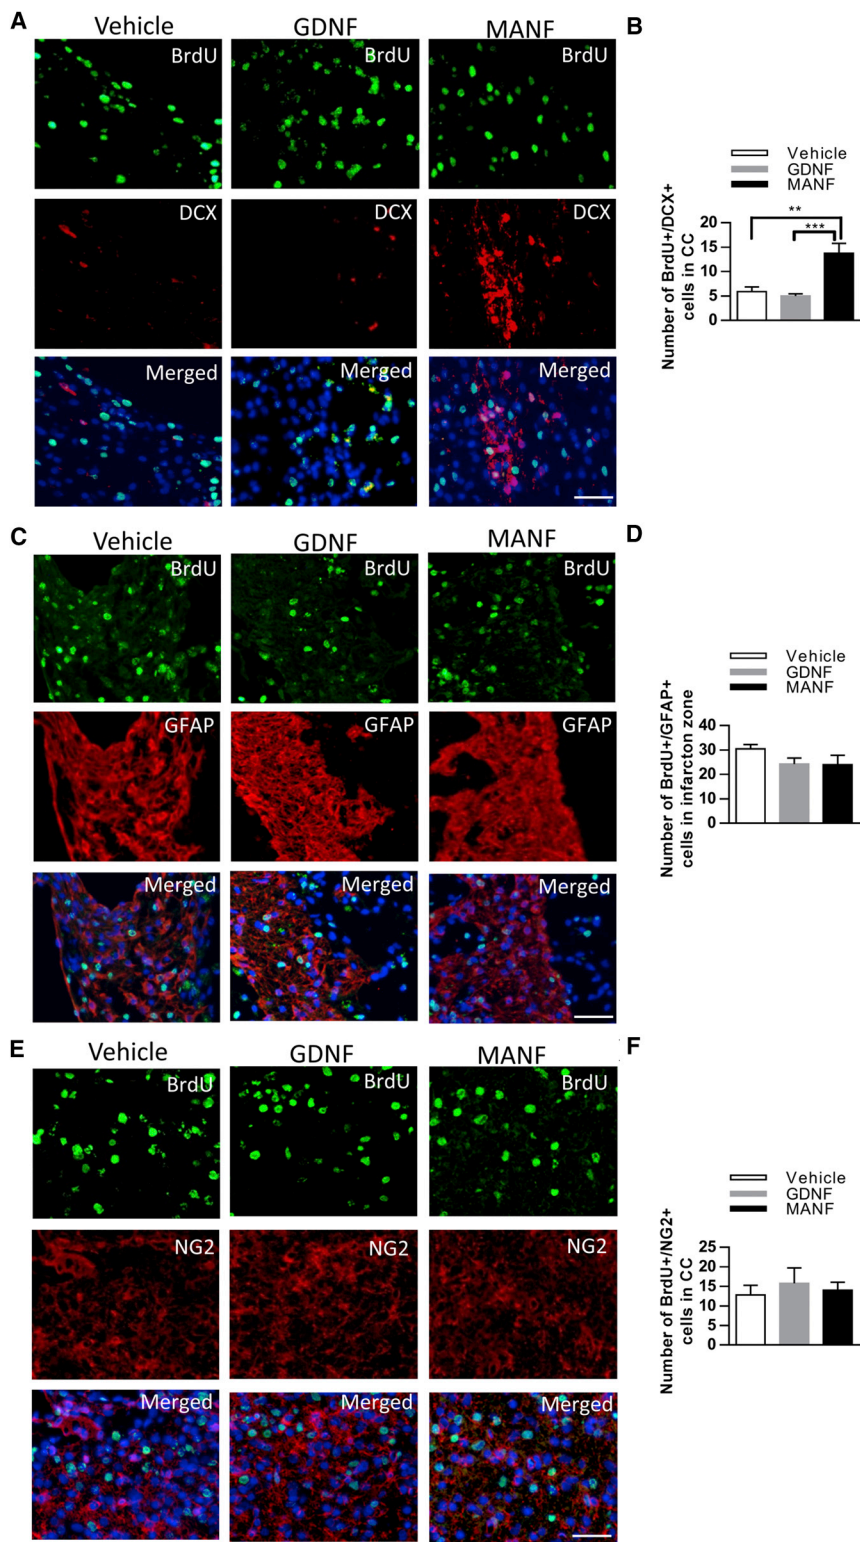 A
Vehicle
GDNF
MANF
BrdU
BrdU
BrdU
DCX
DCX
DCX
Merged
Merged
Merged
B
Vehicle
GDNF
MANF
Number of BrdU+/DCX+
cells in CC
20
15
10
5
0
**
***
C
Vehicle
GDNF
MANF
BrdU
BrdU
BrdU
GFAP
GFAP
GFAP
Merged
Merged
Merged
D
Vehicle
GDNF
MANF
Number of BrdU+/GFAP+
cells in infarcton zone
40
30
20
10
0
E
Vehicle
GDNF
MANF
BrdU
BrdU
BrdU
NG2
NG2
NG2
Merged
Merged
Merged
F
Vehicle
GDNF
MANF
Number of BrdU+/NG2+
cells in CC
25
20
15
10
5
0